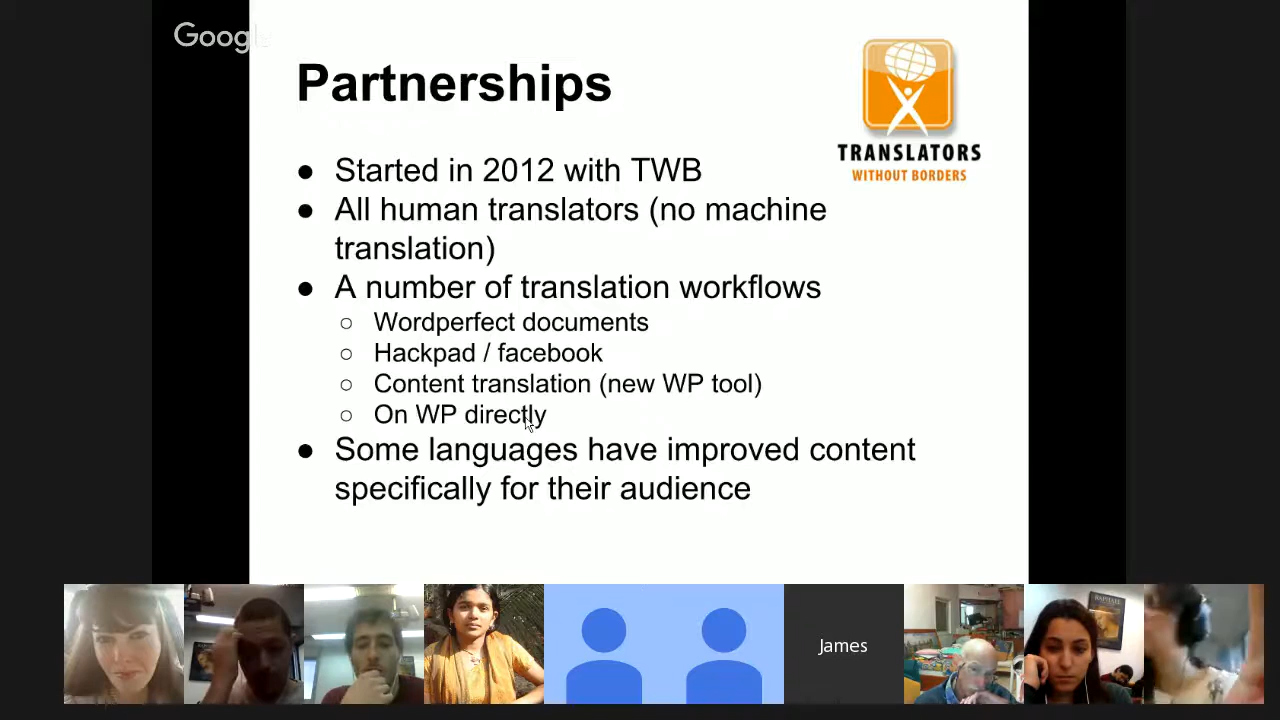 Google
Partnerships
TRANSLATORS
WITHOUT BORDERS
● Started in 2012 with TWB
● All human translators (no machine
translation)
● A number of translation workflows
○ Wordperfect documents
○ Hackpad / facebook
○ Content translation (new WP tool)
○ On WP directly
● Some languages have improved content
specifically for their audience
James